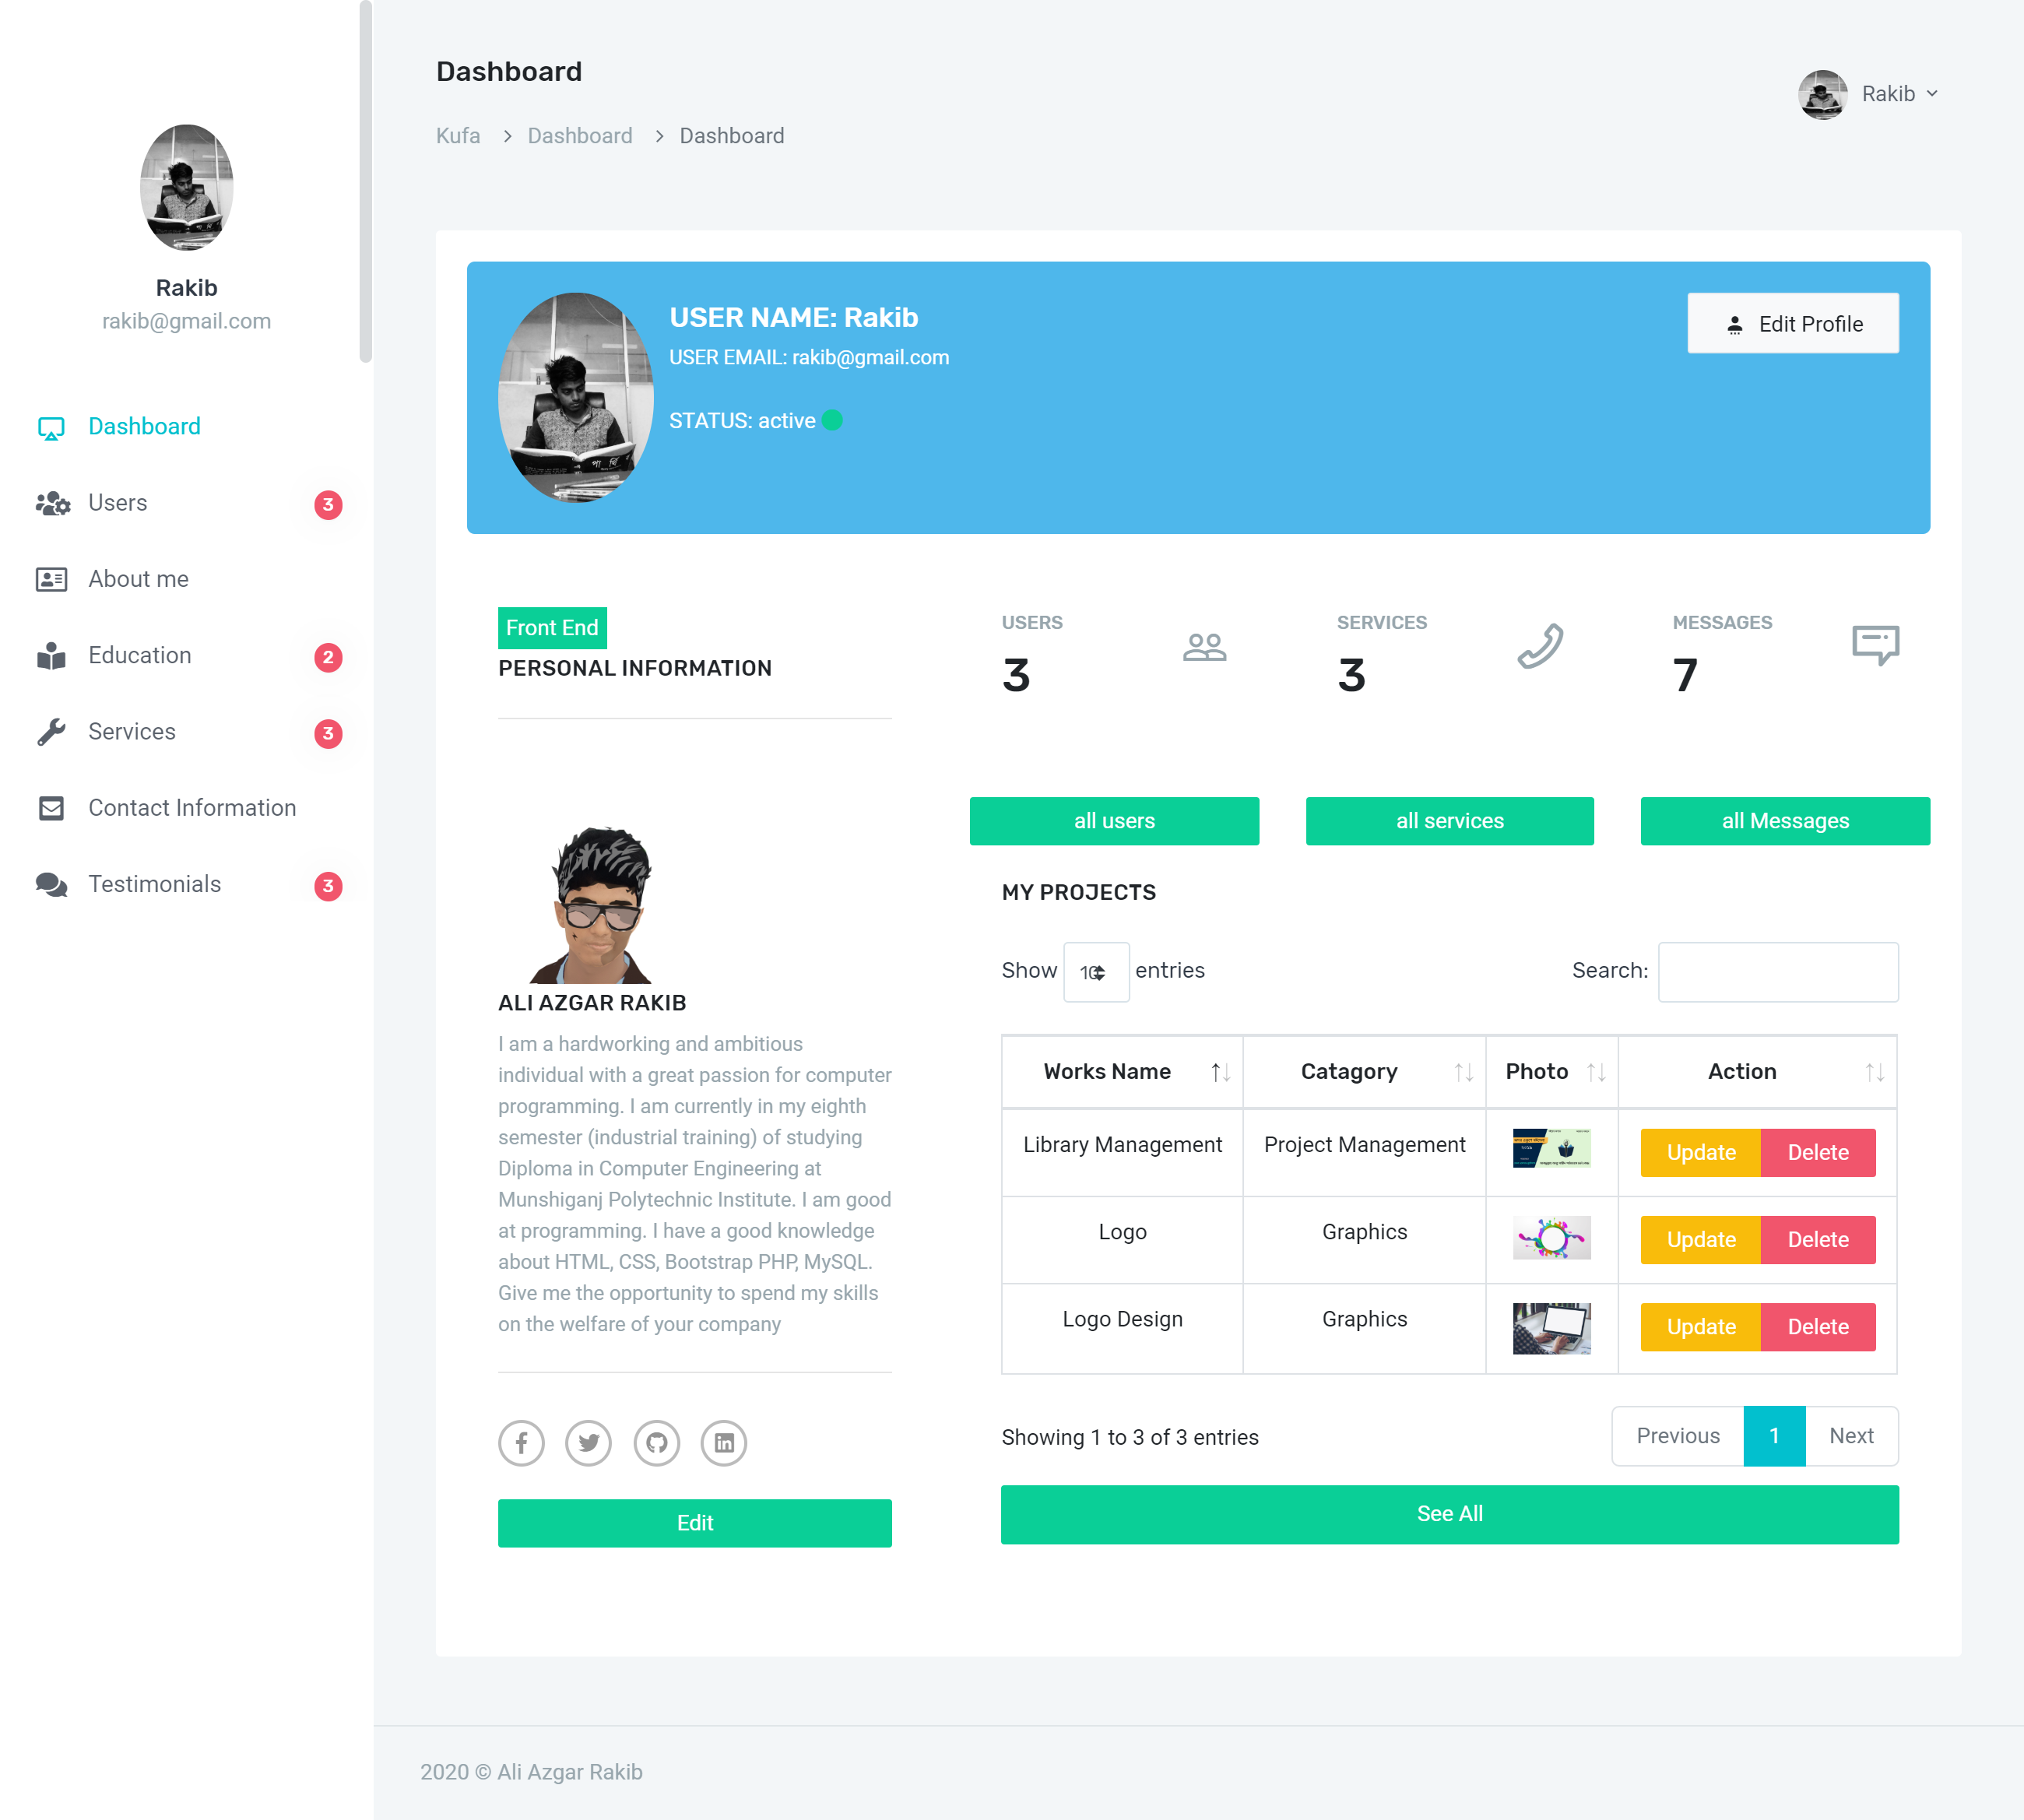 Rakib
rakib@gmail.com
Dashboard
Users 3
About me
Education 2
Services 3
Contact Information
Testimonials 3
Dashboard
Kufa > Dashboard > Dashboard
Rakib
USER NAME: Rakib
USER EMAIL: rakib@gmail.com
STATUS: active
Edit Profile
Front End
PERSONAL INFORMATION
ALI AZGAR RAKIB
I am a hardworking and ambitious
individual with a great passion for computer
programming. I am currently in my eighth
semester (industrial training) of studying
Diploma in Computer Engineering at
Munshiganj Polytechnic Institute. I am good
at programming. I have a good knowledge
about HTML, CSS, Bootstrap PHP, MySQL.
Give me the opportunity to spend my skills
on the welfare of your company
Edit
USERS
3
SERVICES
3
MESSAGES
7
all users
all services
all Messages
MY PROJECTS
Show 10 entries
Search:
Works Name Catagory Photo Action
Library Management Project Management Update Delete
Logo Graphics Update Delete
Logo Design Graphics Update Delete
Showing 1 to 3 of 3 entries
Previous 1 Next
See All
2020 © Ali Azgar Rakib